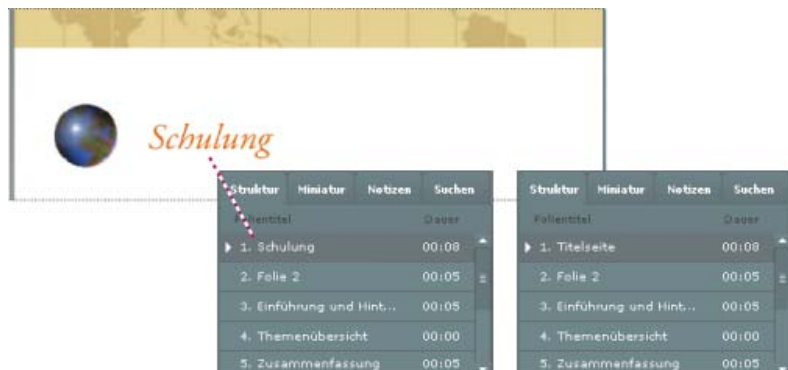 Schulung
Struktur Miniatur Notizen Suchen
Folientitel Dauer
1. Schulung 00:08
2. Folie 2 00:05
3. Einführung und Hint... 00:05
4. Themenübersicht 00:00
5. Zusammenfassung 00:05
Struktur Miniatur Notizen Suchen
Folientitel Dauer
1. Titelseite 00:08
2. Folie 2 00:05
3. Einführung und Hint... 00:05
4. Themenübersicht 00:00
5. Zusammenfassung 00:05